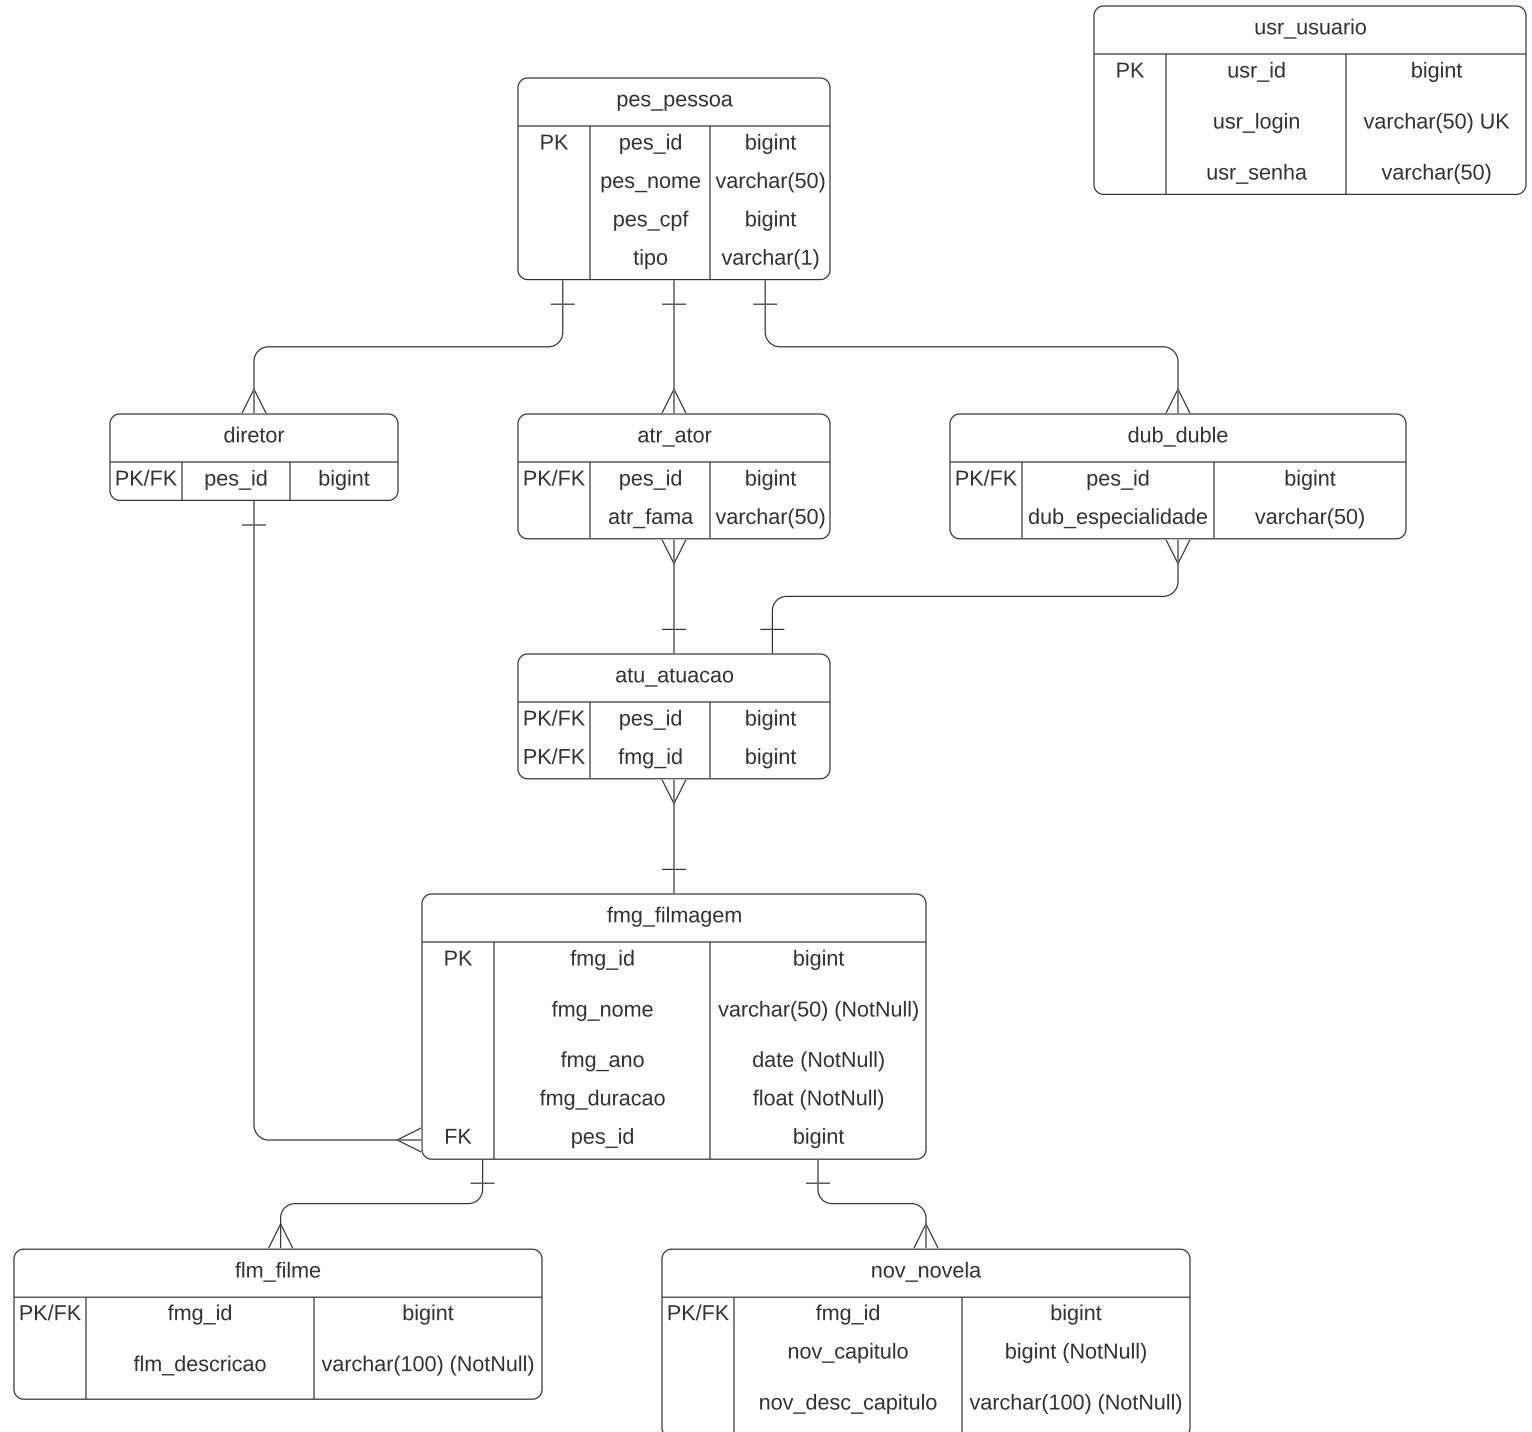 usr_usuario
PK usr_id bigint
usr_login varchar(50) UK
usr_senha varchar(50)
pes_pessoa
PK pes_id bigint
pes_nome varchar(50)
pes_cpf bigint
tipo varchar(1)
diretor
PK/FK pes_id bigint
atr_ator
PK/FK pes_id bigint
atr_fama varchar(50)
dub_duble
PK/FK pes_id bigint
dub_especialidade varchar(50)
atu_atuacao
PK/FK pes_id bigint
PK/FK fmg_id bigint
fmg_filmagem
PK fmg_id bigint
fmg_nome varchar(50) (NotNull)
fmg_ano date (NotNull)
fmg_duracao float (NotNull)
FK pes_id bigint
flm_filme
PK/FK fmg_id bigint
flm_descricao varchar(100) (NotNull)
nov_novela
PK/FK fmg_id bigint
nov_capitulo bigint (NotNull)
nov_desc_capitulo varchar(100) (NotNull)